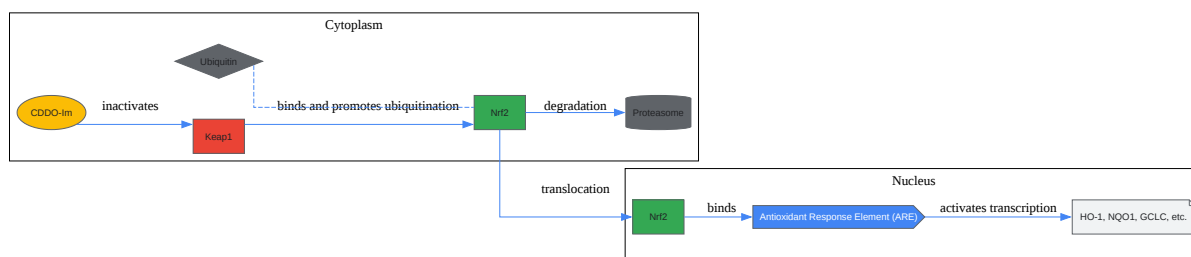 Cytoplasm
Ubiquitin
CDDO-Im
inactivates
Keap1
binds and promotes ubiquitination
Nrf2
degradation
Proteasome
translocation
Nucleus
Nrf2
binds
Antioxidant Response Element (ARE)
activates transcription
HO-1, NQO1, GCLC, etc.